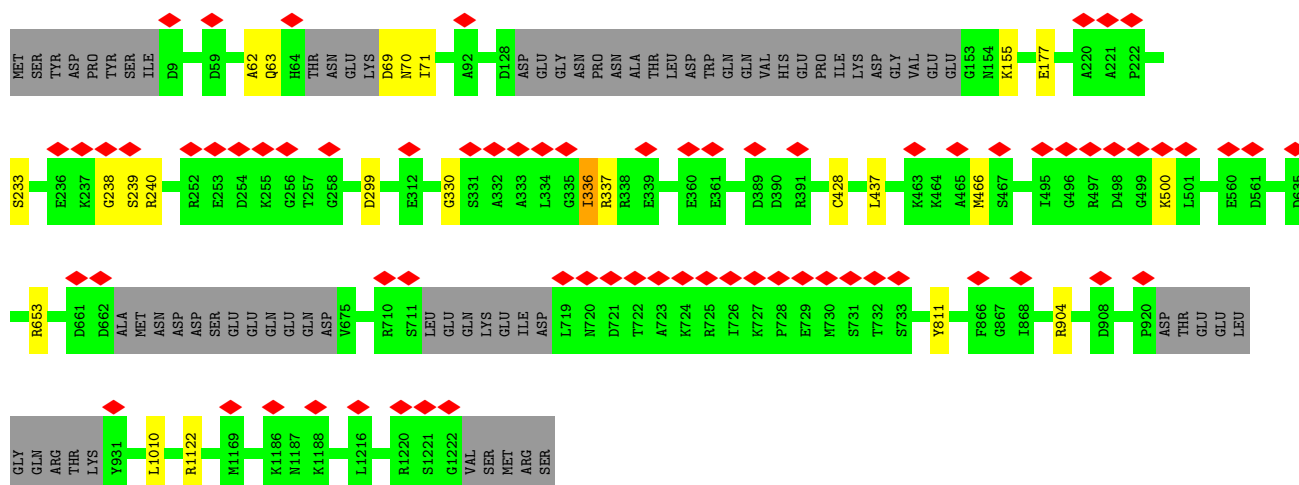 MET SER TYR ASP PRO TYR SER ILE D9 D59 A62 Q63 H64 THR ASN GLU LYS D69 N70 I71 A92 D128 ASP GLU GLY ASN PRO ASN ALA THR LEU ASP TRP GLN GLN VAL HIS GLU PRO ILE LYS ASP GLY VAL GLU GLU G153 N154 K155 E177 A220 A221 P222
S233 E236 K237 G238 S239 R240 R252 E253 D254 K255 G256 T257 G258 D299 E312 G330 S331 A332 A333 L334 G335 I336 R337 R338 E339 E360 E361 D389 D390 R391 C428 L437 K463 K464 A465 M466 S467 I495 G496 R497 D498 G499 K500 L501 E560 D561 D635
R653 D661 D662 ALA MET ASN ASP ASP SER GLU GLU GLN GLU GLN ASP V675 R710 S711 LEU GLU GLN LYS GLU ILE ASP L719 N720 D721 T722 A723 K724 R725 I726 K727 P728 E729 M730 S731 T732 S733 Y811 F866 G867 I868 R904 D908 P920 ASP THR GLU GLU LEU
GLY GLN ARG THR LYS Y931 L1010 R1122 M1169 K1186 N1187 K1188 L1216 R1220 S1221 G1222 VAL SER MET ARG SER